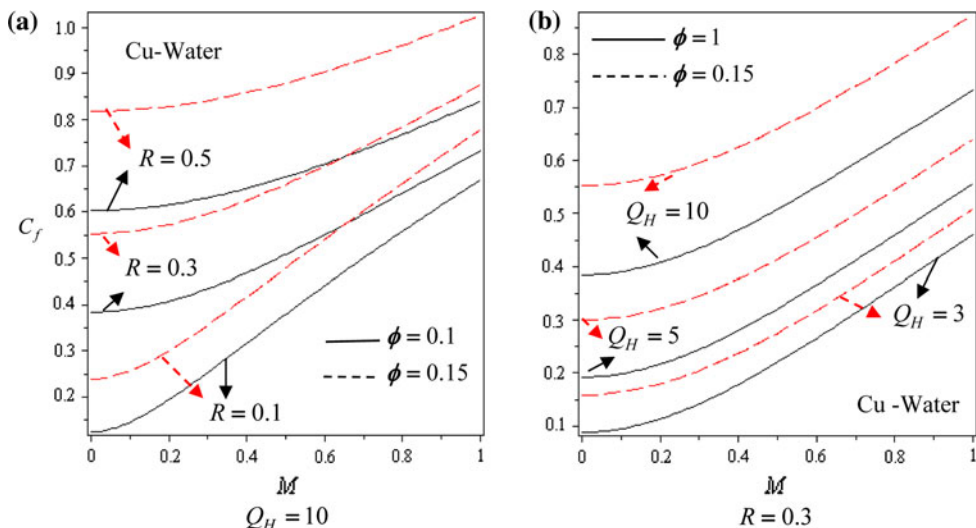 (a)
Cu-Water
1.0
0.9
0.8
0.7
0.6
0.5
0.4
0.3
0.2
C_f
R = 0.5
R = 0.3
R = 0.1
ϕ = 0.1
ϕ = 0.15
0 0.2 0.4 0.6 0.8 1
M
Q_H = 10
(b)
0.8
0.7
0.6
0.5
0.4
0.3
0.2
0.1
ϕ = 1
ϕ = 0.15
Q_H = 10
Q_H = 5
Q_H = 3
Cu -Water
0 0.2 0.4 0.6 0.8 1
M
R = 0.3